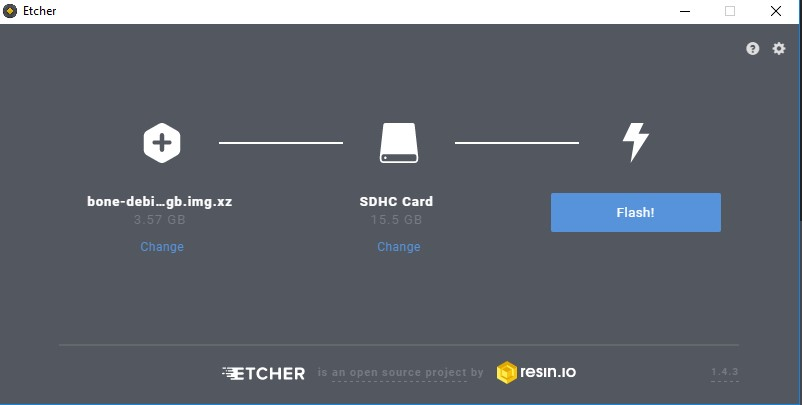 Etcher
bone-debi...gb.img.xz
3.57 GB
Change
SDHC Card
15.5 GB
Change
Flash!
ETCHER is an open source project by resin.io
1.4.3